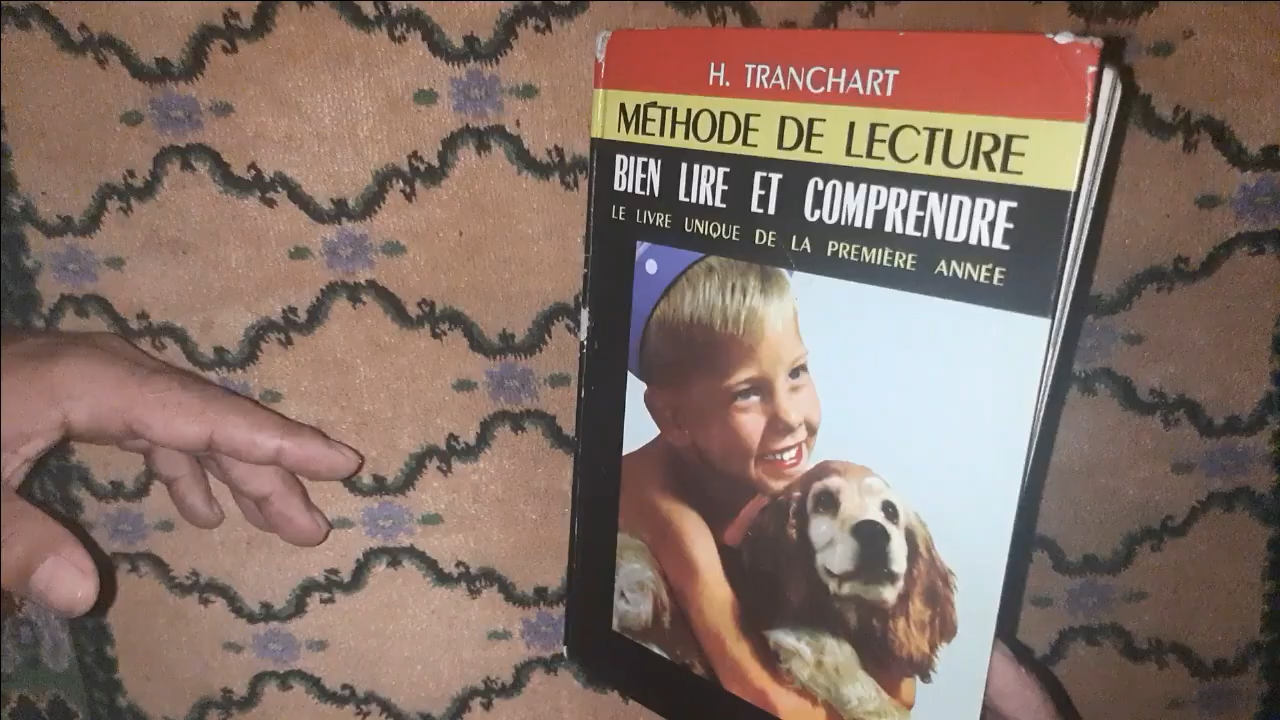 H. TRANCHART
MÉTHODE DE LECTURE
BIEN LIRE ET COMPRENDRE
LE LIVRE UNIQUE DE LA PREMIÈRE ANNÉE